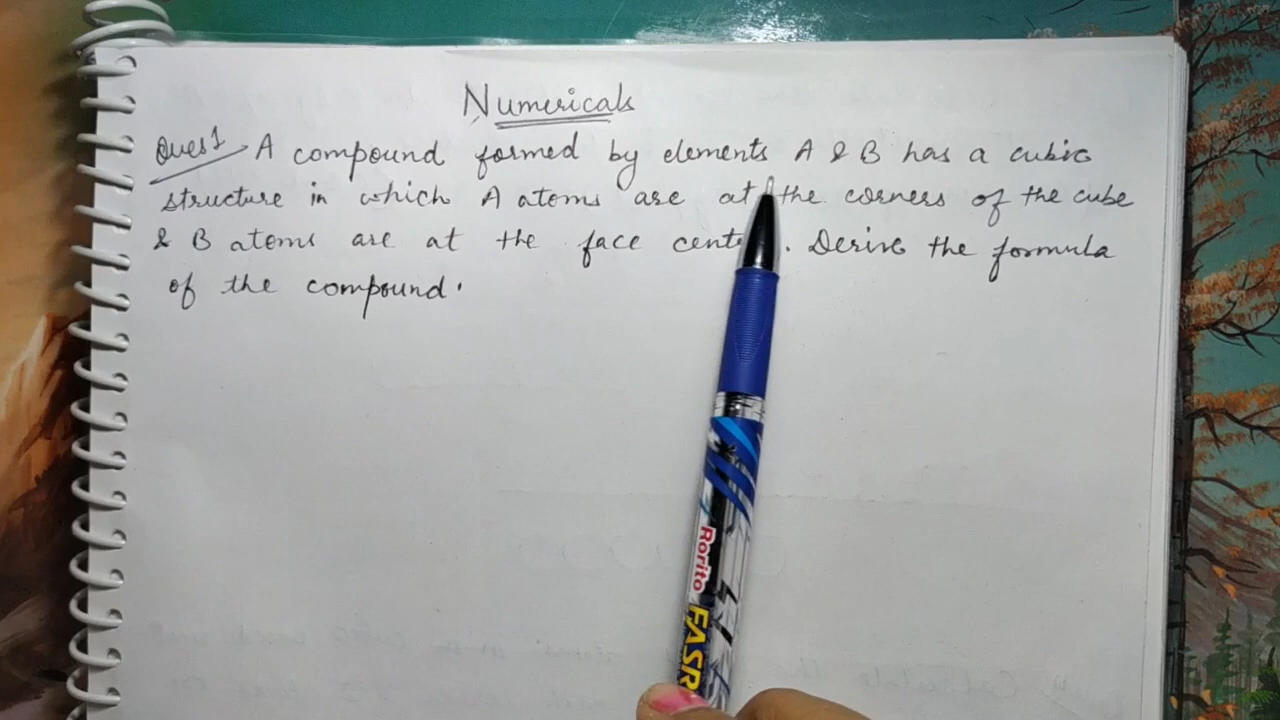 Numericals
Ques1 A compound formed by elements A & B has a cubic
structure in which A atoms are at the corners of the cube
& B atoms are at the face cent . Derive the formula
of the compound.
Rorito